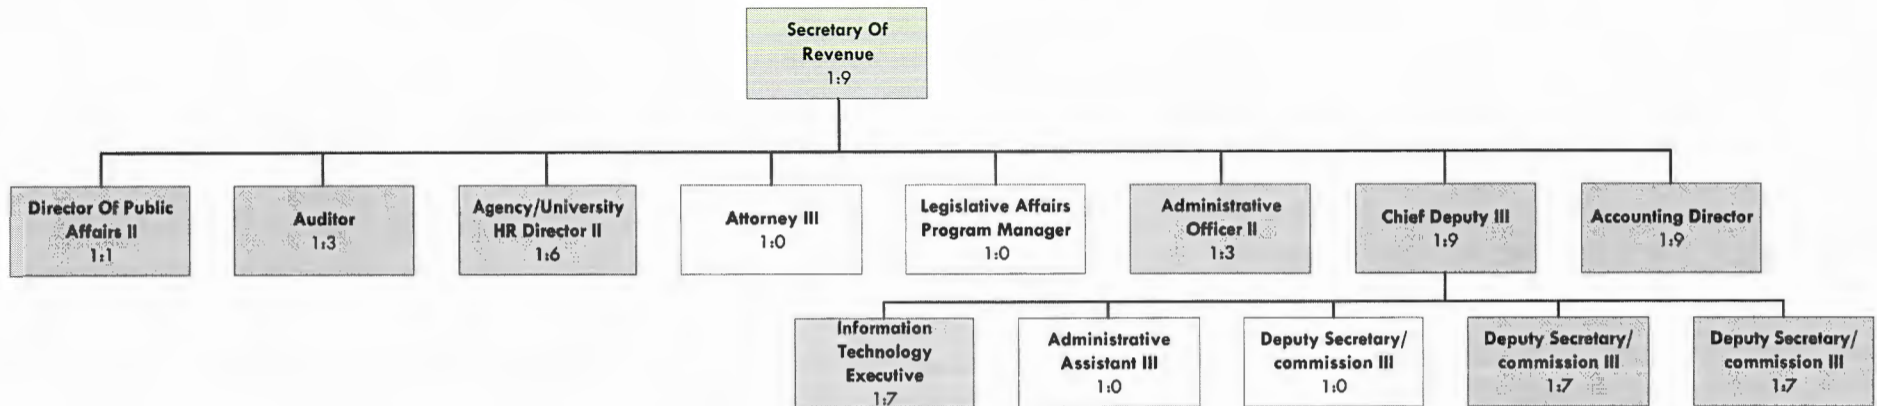 Secretary Of
Revenue
1:9
Director Of Public
Affairs II
1:1
Auditor
1:3
Agency/University
HR Director II
1:6
Attorney III
1:0
Legislative Affairs
Program Manager
1:0
Administrative
Officer II
1:3
Chief Deputy III
1:9
Accounting Director
1:9
Information
Technology
Executive
1:7
Administrative
Assistant III
1:0
Deputy Secretary/
commission III
1:0
Deputy Secretary/
commission III
1:7
Deputy Secretary/
commission III
1:7